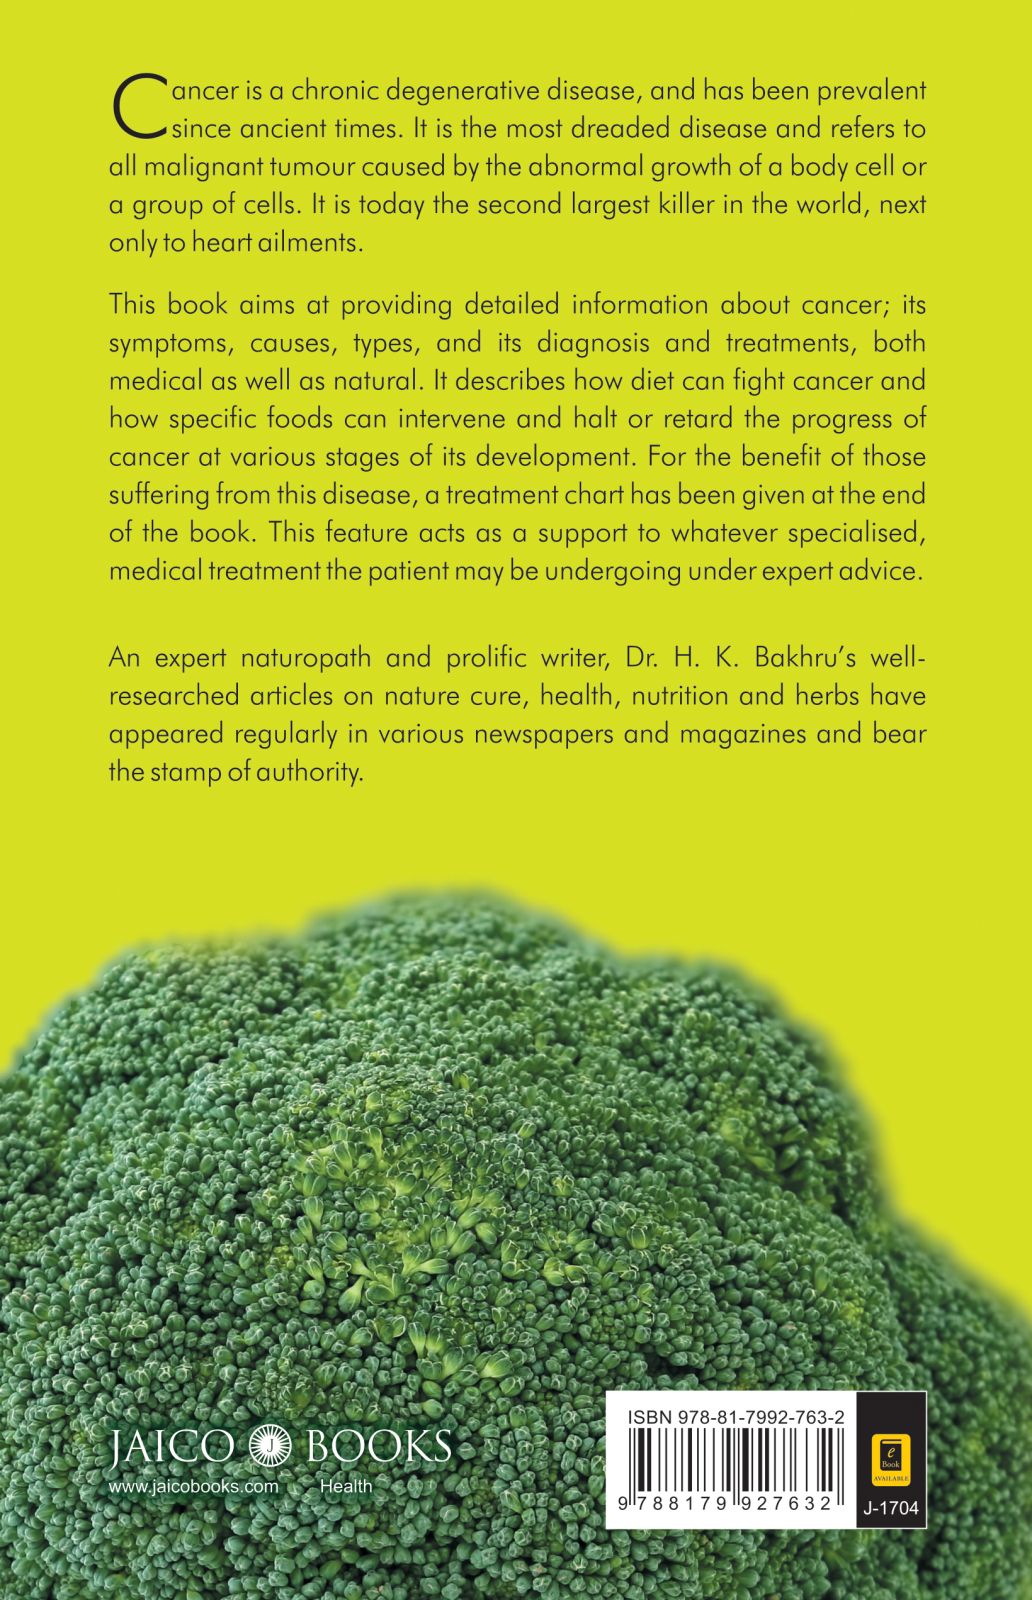 Cancer is a chronic degenerative disease, and has been prevalent
since ancient times. It is the most dreaded disease and refers to
all malignant tumour caused by the abnormal growth of a body cell or
a group of cells. It is today the second largest killer in the world, next
only to heart ailments.
This book aims at providing detailed information about cancer; its
symptoms, causes, types, and its diagnosis and treatments, both
medical as well as natural. It describes how diet can fight cancer and
how specific foods can intervene and halt or retard the progress of
cancer at various stages of its development. For the benefit of those
suffering from this disease, a treatment chart has been given at the end
of the book. This feature acts as a support to whatever specialised,
medical treatment the patient may be undergoing under expert advice.
An expert naturopath and prolific writer, Dr. H. K. Bakhru’s well-
researched articles on nature cure, health, nutrition and herbs have
appeared regularly in various newspapers and magazines and bear
the stamp of authority.
JAICO J BOOKS
www.jaicobooks.com Health
ISBN 978-81-7992-763-2
9 788179 927632
e
Book
AVAILABLE
J-1704